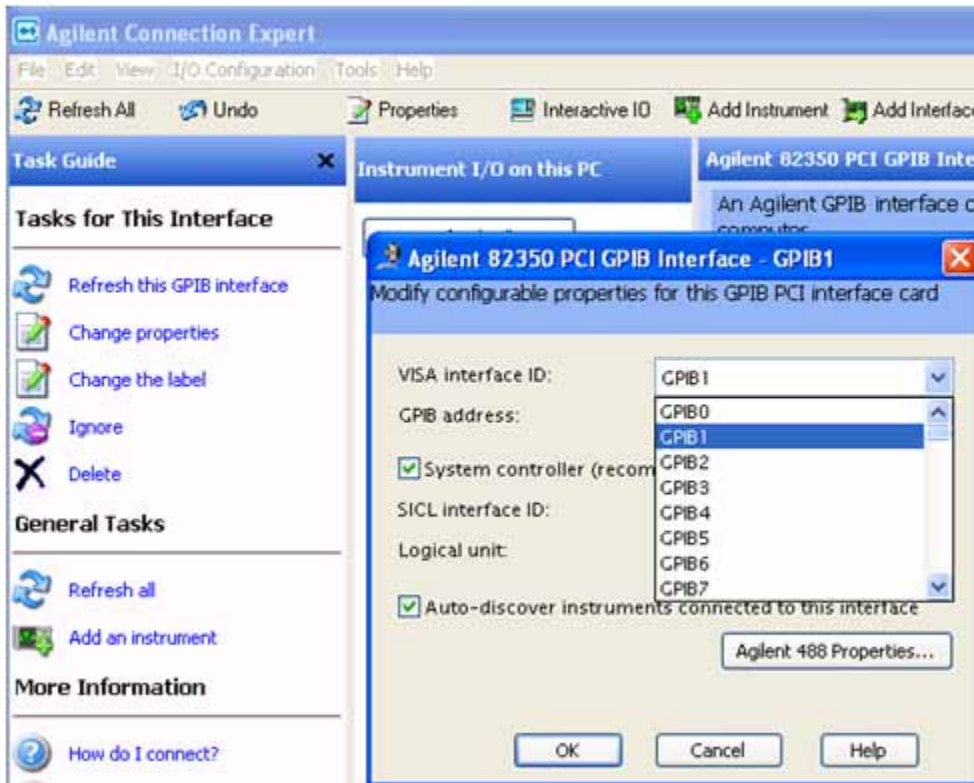 Agilent Connection Expert
File Edit View I/O Configuration Tools Help
Refresh All Undo Properties Interactive IO Add Instrument Add Interface
Task Guide
Instrument I/O on this PC
Agilent 82350 PCI GPIB Inte
Tasks for This Interface
An Agilent GPIB interface c
computer
Refresh this GPIB interface
Change properties
Change the label
Ignore
Delete
General Tasks
Refresh all
Add an instrument
More Information
How do I connect?
Agilent 82350 PCI GPIB Interface - GPIB1
Modify configurable properties for this GPIB PCI interface card
VISA interface ID:
GPIB1
GPIB address:
GPIB0
GPIB1
GPIB2
GPIB3
GPIB4
GPIB5
GPIB6
GPIB7
System controller (recom
SICL interface ID:
Logical unit:
Auto-discover instruments connected to this interface
Agilent 488 Properties...
OK Cancel Help